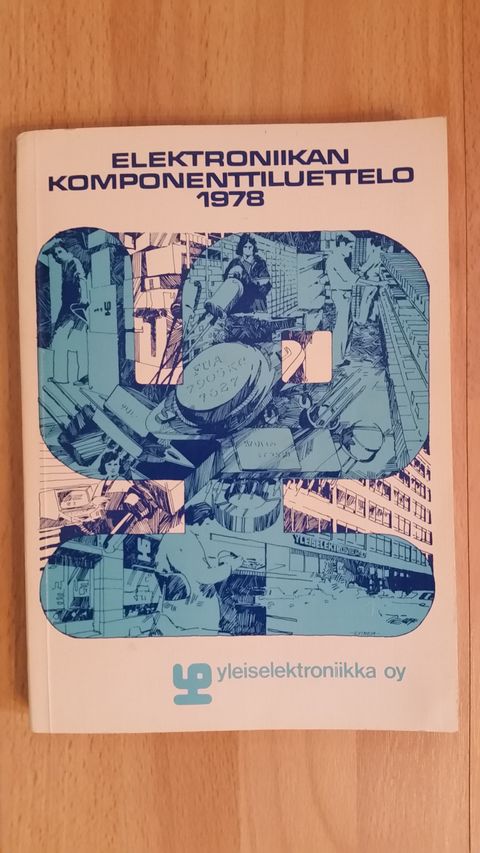 ELEKTRONIIKAN
KOMPONENTTILUETTELO
1978
yleiselektroniikka oy